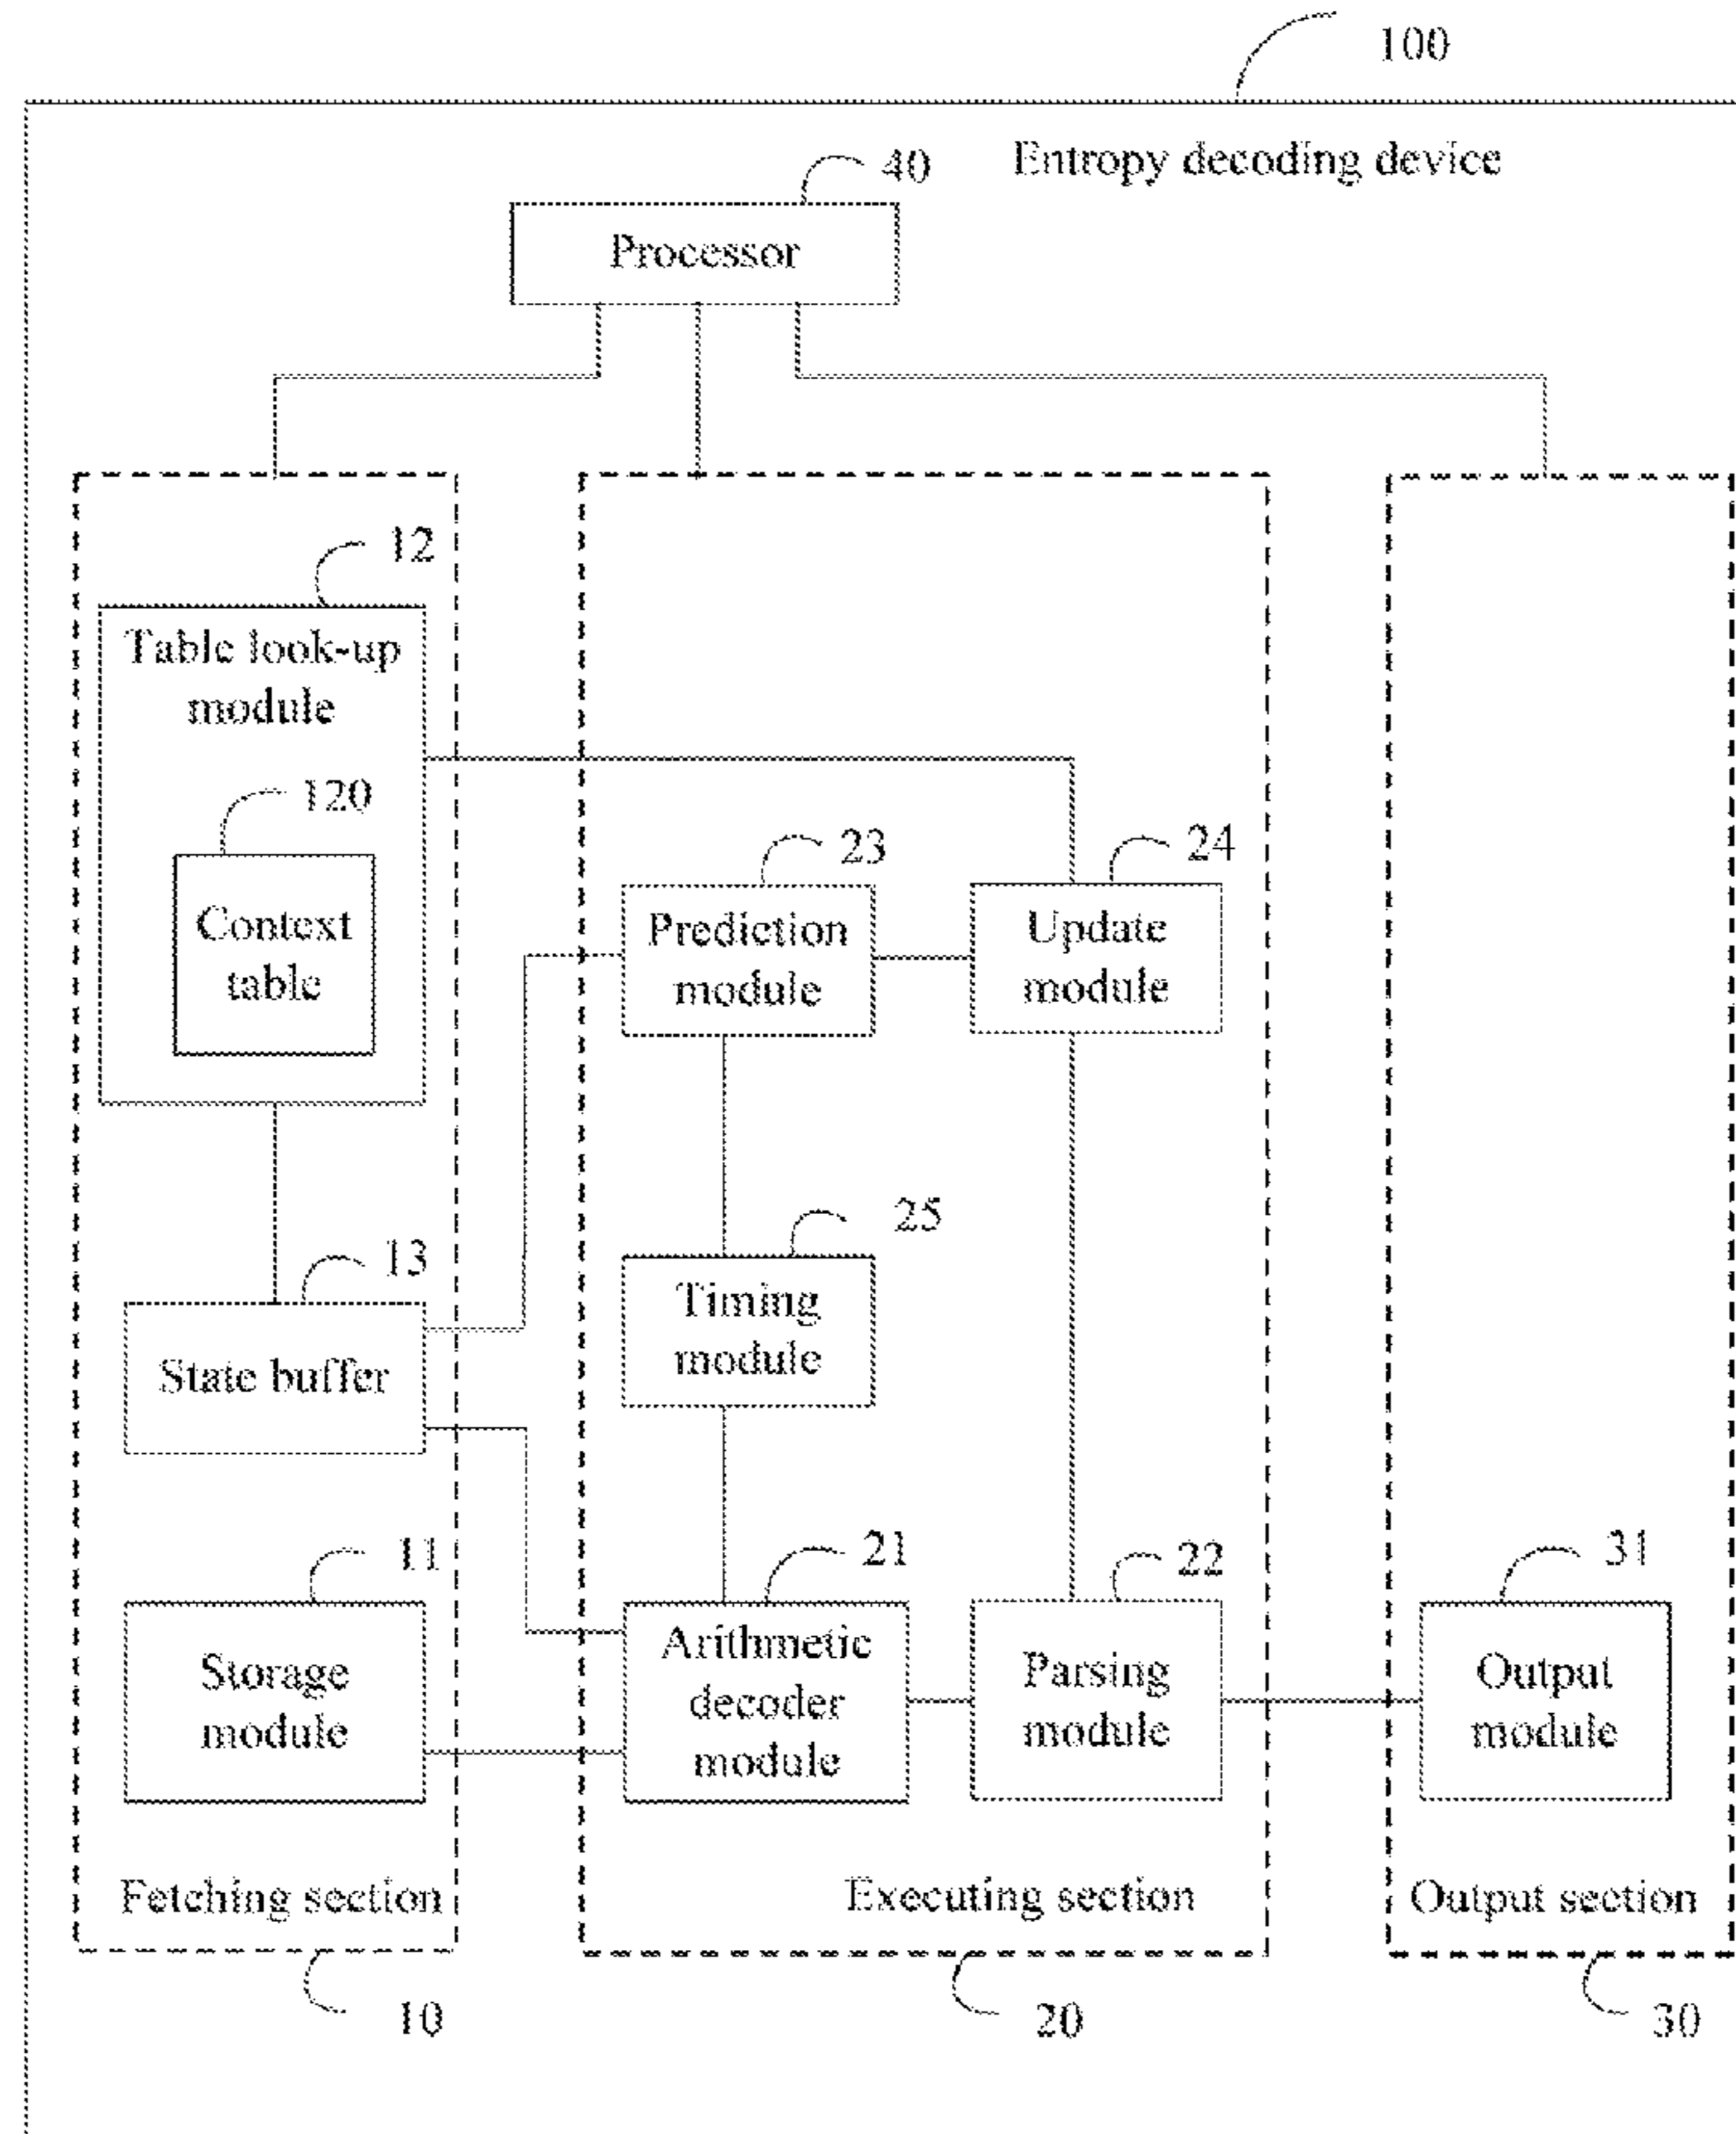 100
Entropy decoding device
40
Processor
12
Table look-up
module
120
Context
table
23
Prediction
module
24
Update
module
25
Timing
module
13
State buffer
11
Storage
module
21
Arithmetic
decoder
module
22
Parsing
module
31
Output
module
Fetching section
Executing section
Output section
10
20
30